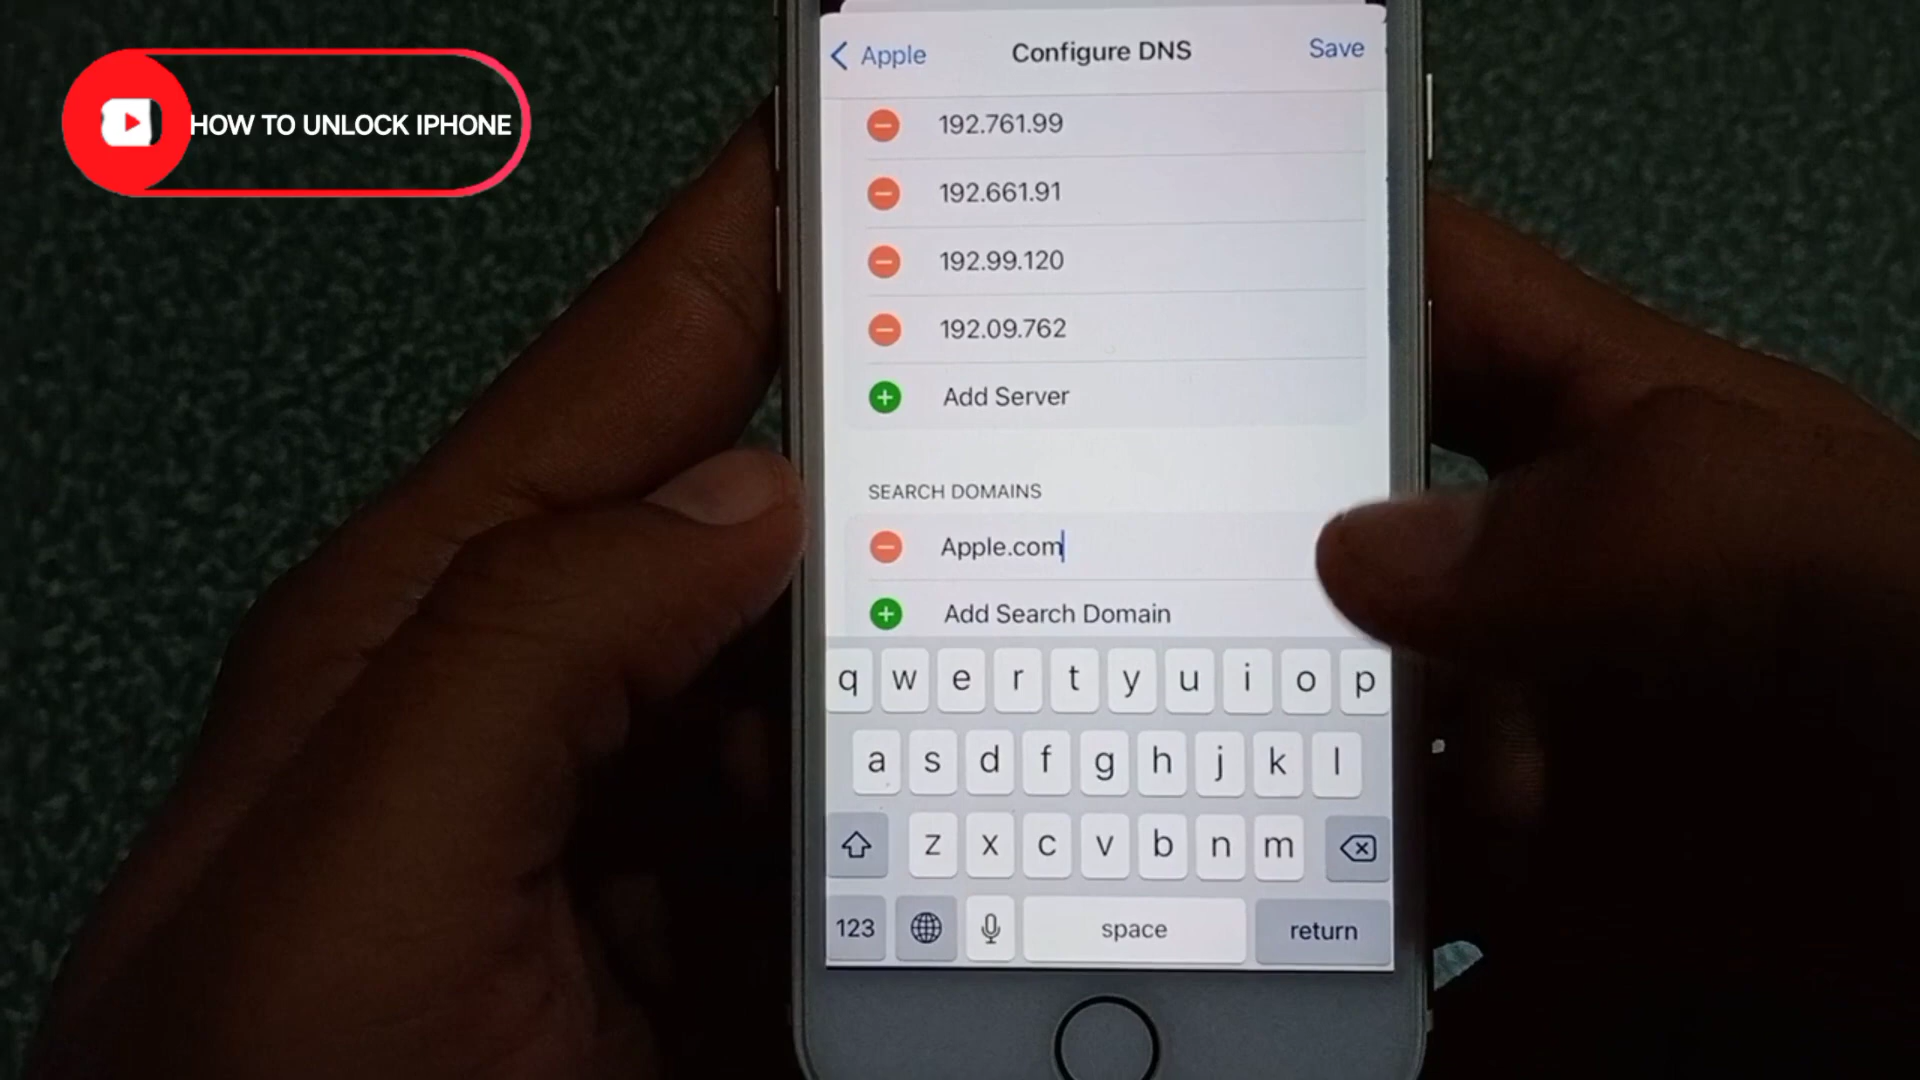 HOW TO UNLOCK IPHONE
Apple
Configure DNS
Save
192.761.99
192.661.91
192.99.120
192.09.762
Add Server
SEARCH DOMAINS
Apple.com
Add Search Domain
q w e r t y u i o p
a s d f g h j k l
z x c v b n m
123
space
return